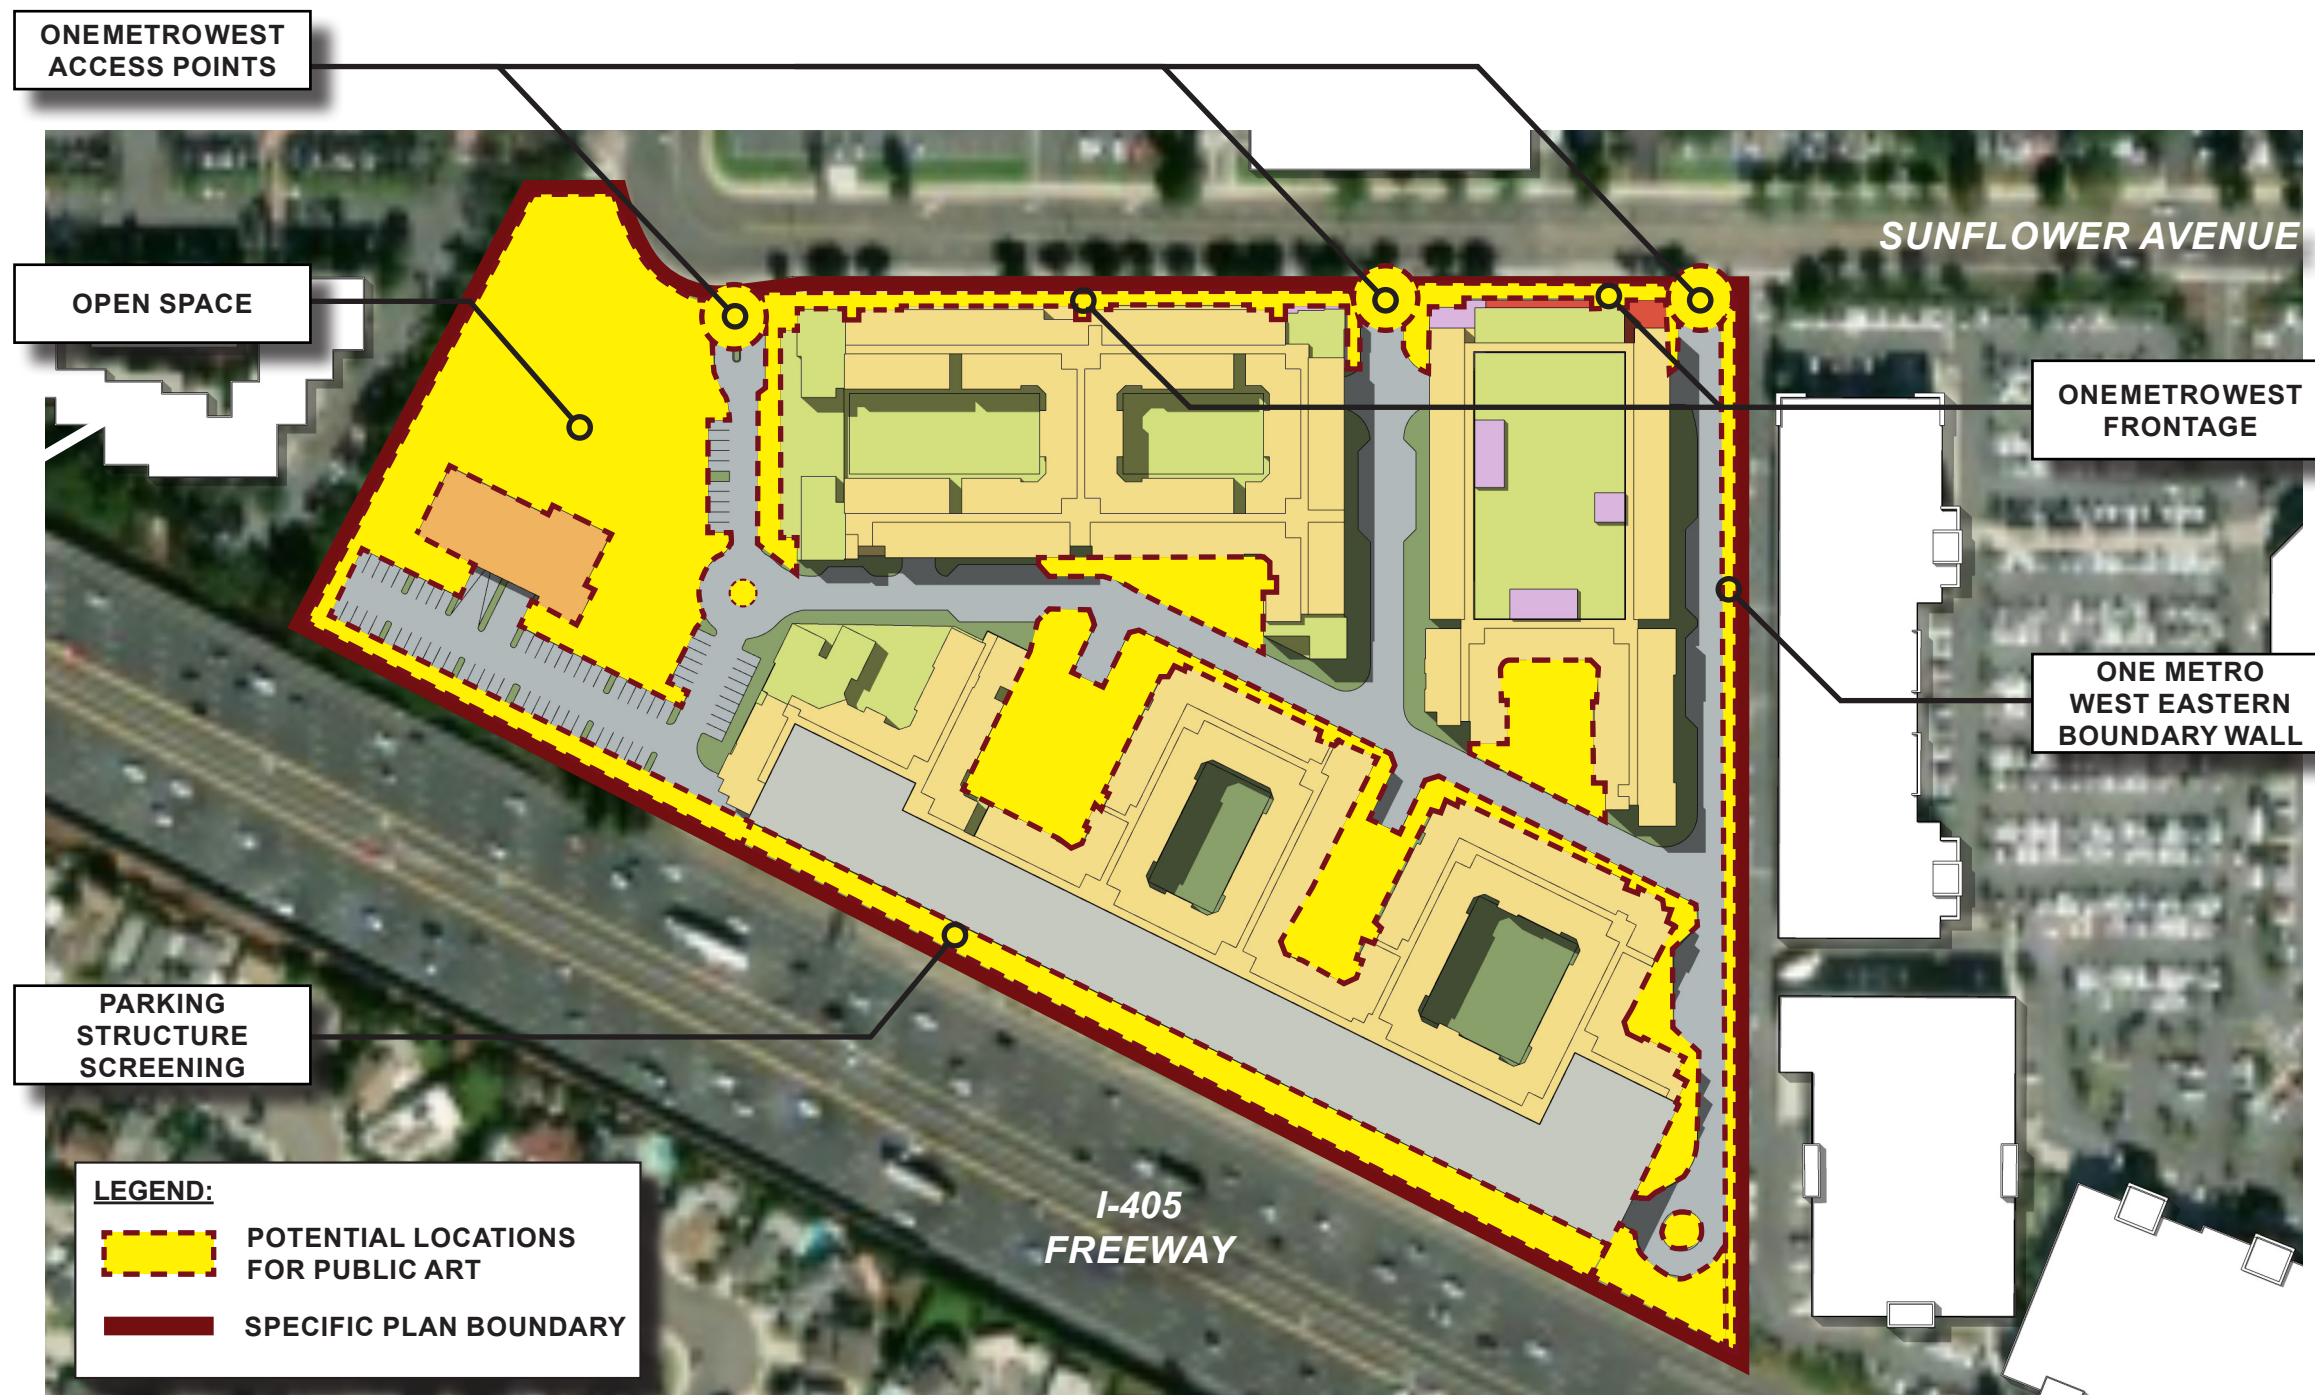 ONEMETROWEST
ACCESS POINTS
SUNFLOWER AVENUE
OPEN SPACE
ONEMETROWEST
FRONTAGE
ONE METRO
WEST EASTERN
BOUNDARY WALL
PARKING
STRUCTURE
SCREENING
I-405
FREEWAY
LEGEND:
POTENTIAL LOCATIONS
FOR PUBLIC ART
SPECIFIC PLAN BOUNDARY